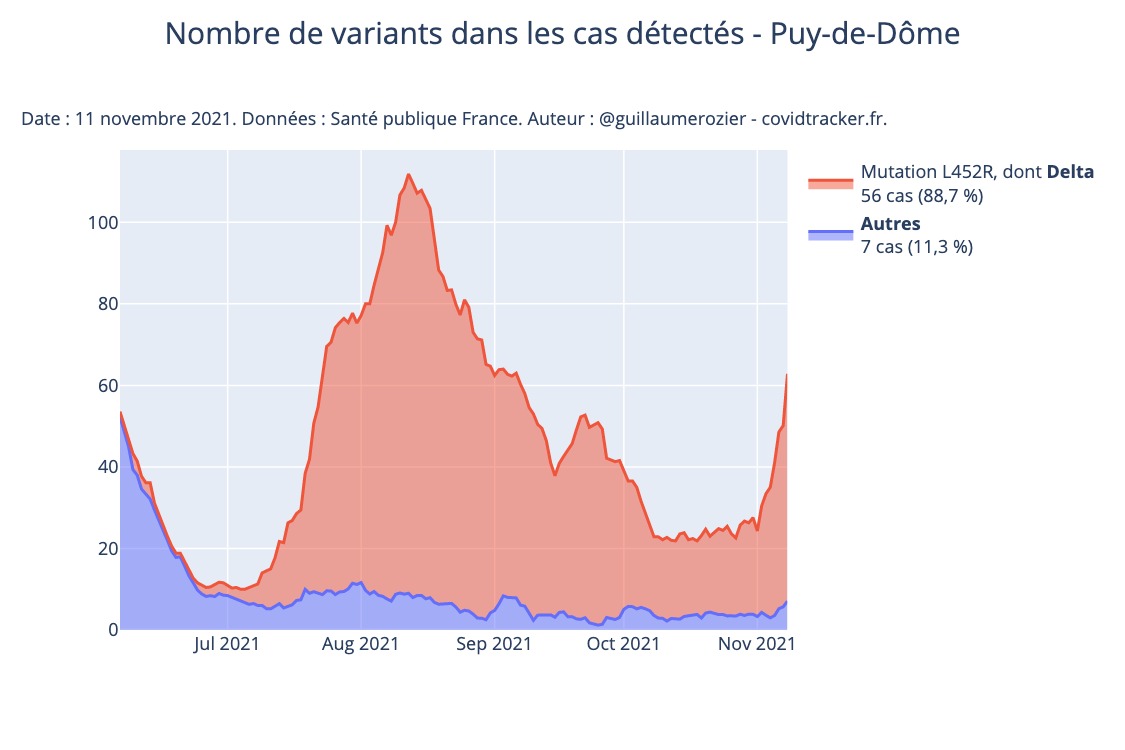 Nombre de variants dans les cas détectés - Puy-de-Dôme
Date : 11 novembre 2021. Données : Santé publique France. Auteur : @guillaumerozier - covidtracker.fr.
Mutation L452R, dont Delta
56 cas (88,7 %)
Autres
7 cas (11,3 %)
100
80
60
40
20
0
Jul 2021
Aug 2021
Sep 2021
Oct 2021
Nov 2021